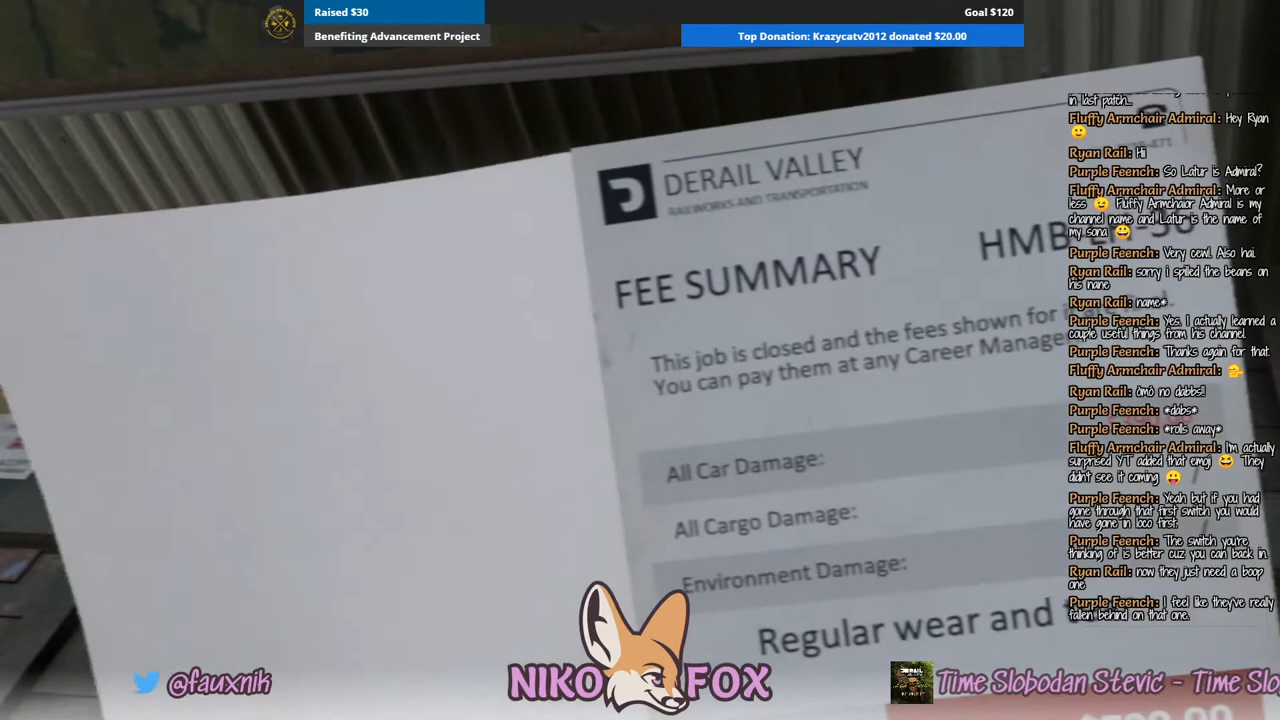 Raised $30
Goal $120
Benefiting Advancement Project
Top Donation: Krazycatv2012 donated $20.00
DERAIL VALLEY
RAILWORKS AND TRANSPORTATION
FEE SUMMARY
HMB
This job is closed and the fees shown for
You can pay them at any Career Manage
All Car Damage:
All Cargo Damage:
Environment Damage:
Regular wear and
in last patch...
Fluffy Armchair Admiral: Hey Ryan
🙂
Ryan Rail: Hi
Purple Feench: So Latur is Admiral?
Fluffy Armchair Admiral: More or
less 😉 Fluffy Armchair Admiral is my
channel name and Latur is the name of
my sona 😀
Purple Feench: Very cewl. Also hai.
Ryan Rail: sorry i spilled the beans on
his nane
Ryan Rail: name*
Purple Feench: Yes. I actually learned a
couple useful things from his channel.
Purple Feench: Thanks again for that.
Fluffy Armchair Admiral: 🤗
Ryan Rail: omo no dabbs!!
Purple Feench: *dabs*
Purple Feench: *rolls away*
Fluffy Armchair Admiral: I'm actually
surprised YT added that emoji 😆 They
didn't see it coming 😛
Purple Feench: Yeah but if you had
gone through that first switch you would
have gone in loco first.
Purple Feench: The switch you're
thinking of is better cuz you can back in.
Ryan Rail: now they just need a boop
one
Purple Feench: I feel like they've really
fallen behind on that one.
@fauxnik
NIKO FOX
Time Slobodan Stevic - Time Slo